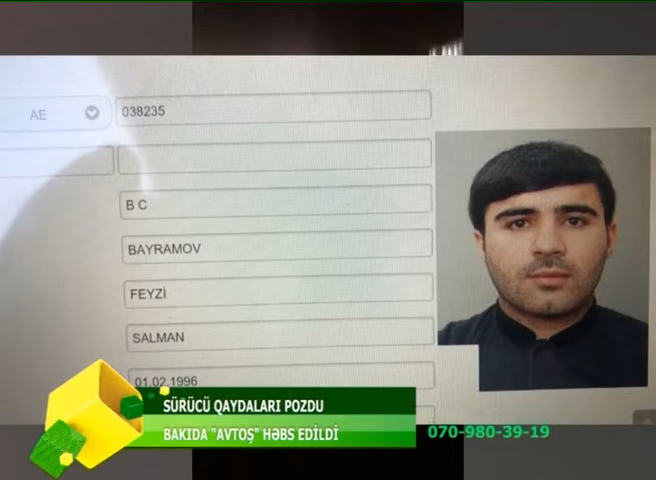 AE
038235
B C
BAYRAMOV
FEYZİ
SALMAN
01.02.1996
SÜRÜCÜ QAYDALARI POZDU
BAKIDA "AVTOŞ" HƏBS EDİLDİ
070-980-39-19